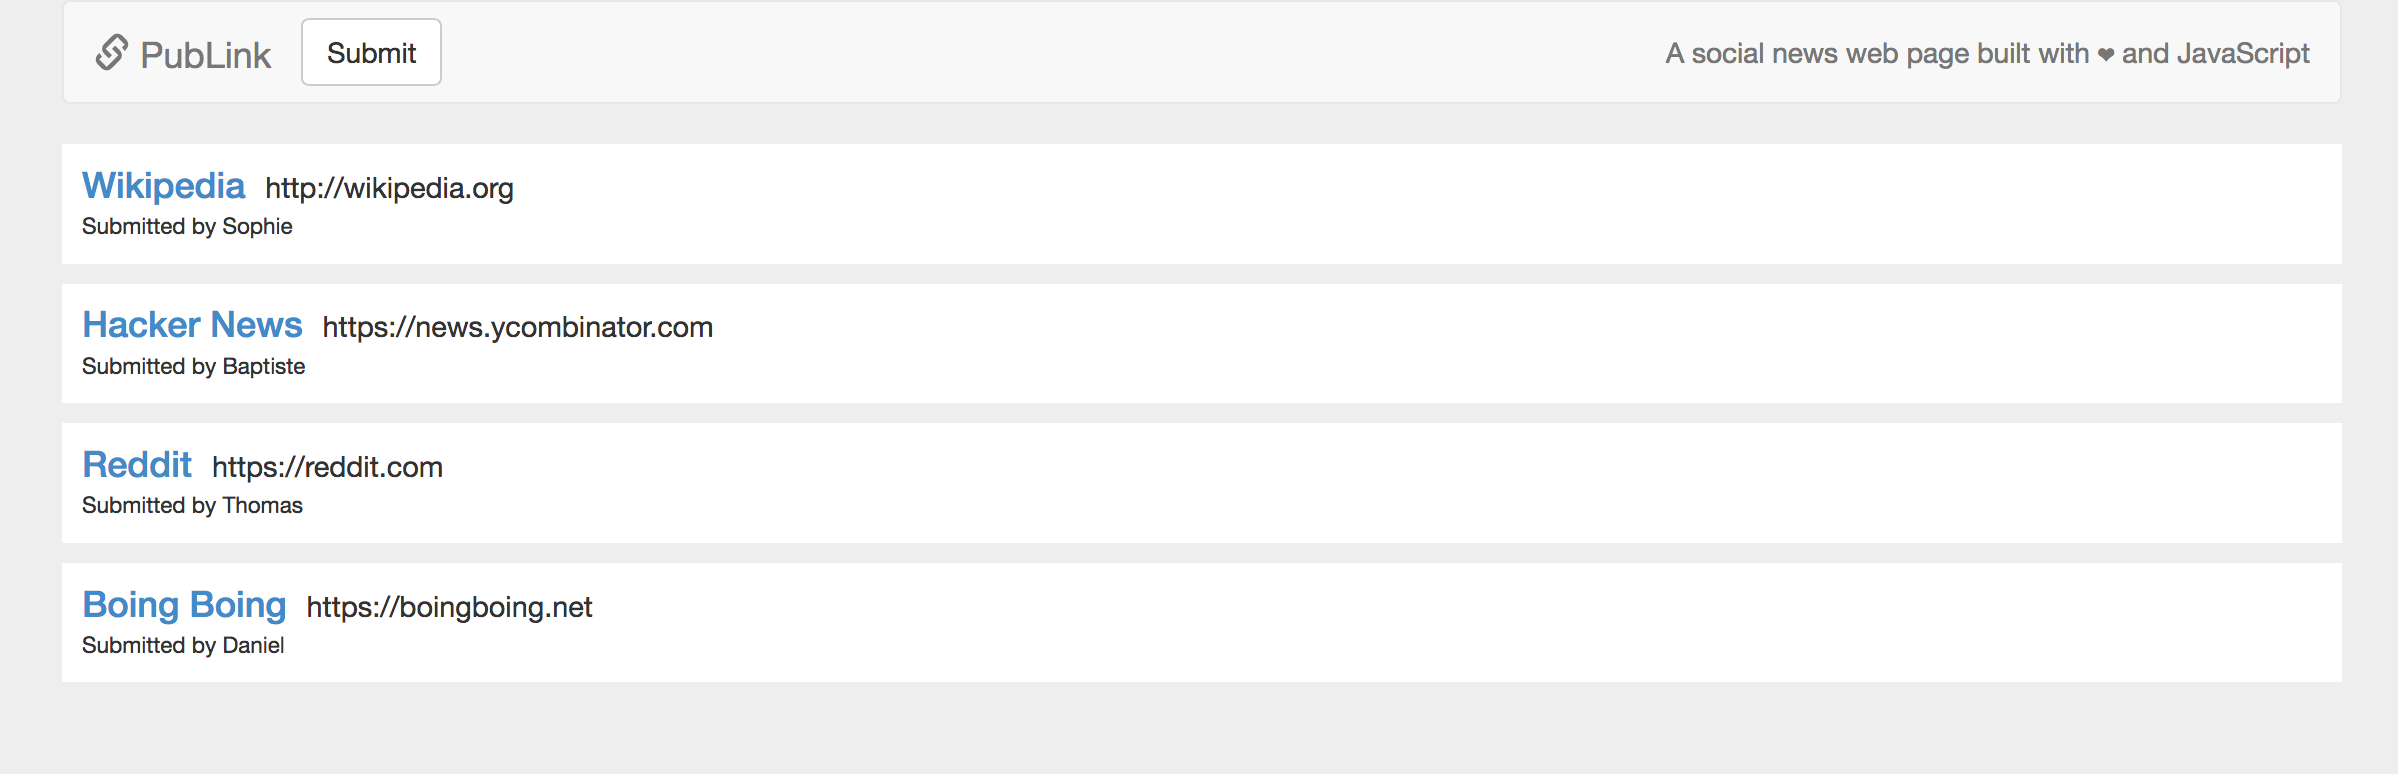 PubLink Submit A social news web page built with ❤ and JavaScript
Wikipedia http://wikipedia.org
Submitted by Sophie
Hacker News https://news.ycombinator.com
Submitted by Baptiste
Reddit https://reddit.com
Submitted by Thomas
Boing Boing https://boingboing.net
Submitted by Daniel